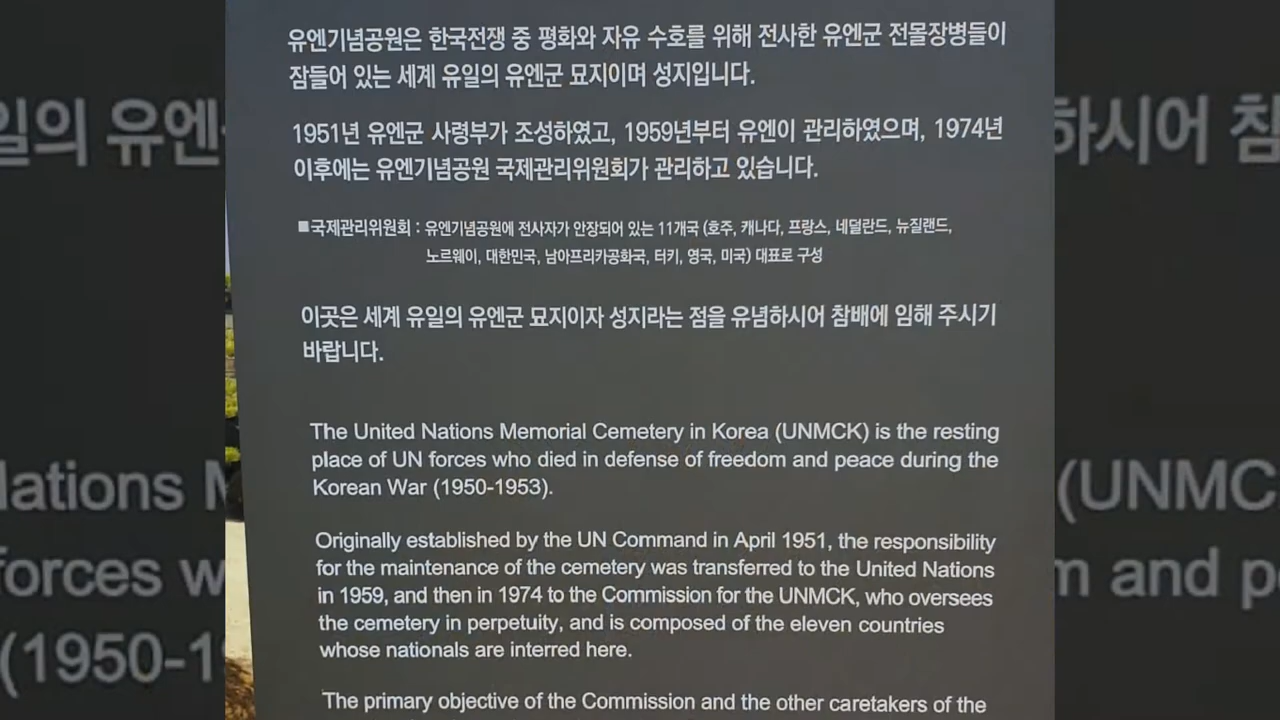 유엔기념공원은 한국전쟁 중 평화와 자유 수호를 위해 전사한 유엔군 전몰장병들이
잠들어 있는 세계 유일의 유엔군 묘지이며 성지입니다.
1951년 유엔군 사령부가 조성하였고, 1959년부터 유엔이 관리하였으며, 1974년
이후에는 유엔기념공원 국제관리위원회가 관리하고 있습니다.
■국제관리위원회 : 유엔기념공원에 전사자가 안장되어 있는 11개국 (호주, 캐나다, 프랑스, 네덜란드, 뉴질랜드,
노르웨이, 대한민국, 남아프리카공화국, 터키, 영국, 미국) 대표로 구성
이곳은 세계 유일의 유엔군 묘지이자 성지라는 점을 유념하시어 참배에 임해 주시기
바랍니다.
The United Nations Memorial Cemetery in Korea (UNMCK) is the resting
place of UN forces who died in defense of freedom and peace during the
Korean War (1950-1953).
Originally established by the UN Command in April 1951, the responsibility
for the maintenance of the cemetery was transferred to the United Nations
in 1959, and then in 1974 to the Commission for the UNMCK, who oversees
the cemetery in perpetuity, and is composed of the eleven countries
whose nationals are interred here.
The primary objective of the Commission and the other caretakers of the